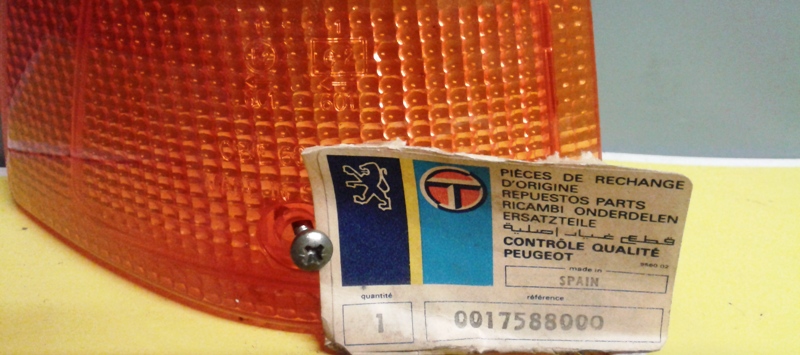 PIÈCES DE RECHANGE
D'ORIGINE
REPUESTOS PARTS
RICAMBI ONDERDELEN
ERSATZTEILE
قطع غيار أصلية
CONTRÔLE QUALITÉ
PEUGEOT
made in
SPAIN
quantité
1
référence
0017588000